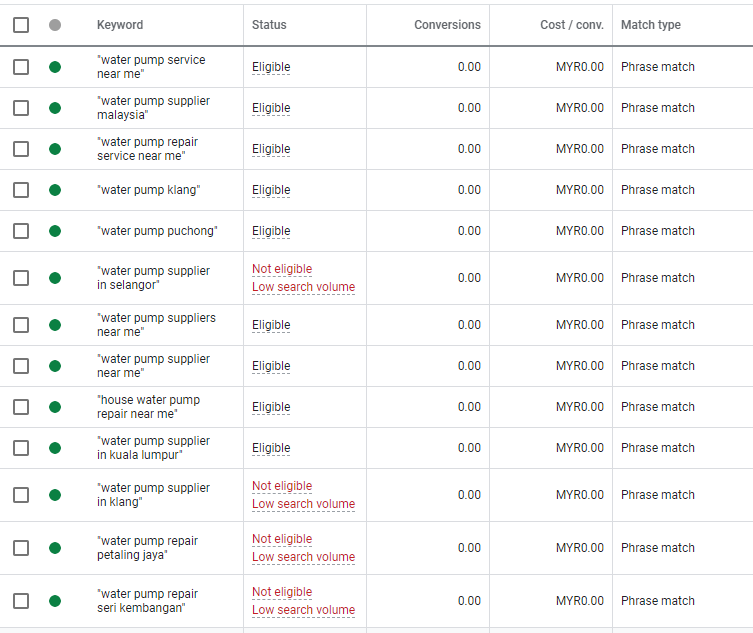 Keyword Status Conversions Cost / conv. Match type
"water pump service
near me" Eligible 0.00 MYR0.00 Phrase match
"water pump supplier
malaysia" Eligible 0.00 MYR0.00 Phrase match
"water pump repair
service near me" Eligible 0.00 MYR0.00 Phrase match
"water pump klang" Eligible 0.00 MYR0.00 Phrase match
"water pump puchong" Eligible 0.00 MYR0.00 Phrase match
"water pump supplier
in selangor" Not eligible
Low search volume 0.00 MYR0.00 Phrase match
"water pump suppliers
near me" Eligible 0.00 MYR0.00 Phrase match
"water pump supplier
near me" Eligible 0.00 MYR0.00 Phrase match
"house water pump
repair near me" Eligible 0.00 MYR0.00 Phrase match
"water pump supplier
in kuala lumpur" Eligible 0.00 MYR0.00 Phrase match
"water pump supplier
in klang" Not eligible
Low search volume 0.00 MYR0.00 Phrase match
"water pump repair
petaling jaya" Not eligible
Low search volume 0.00 MYR0.00 Phrase match
"water pump repair
seri kembangan" Not eligible
Low search volume 0.00 MYR0.00 Phrase match